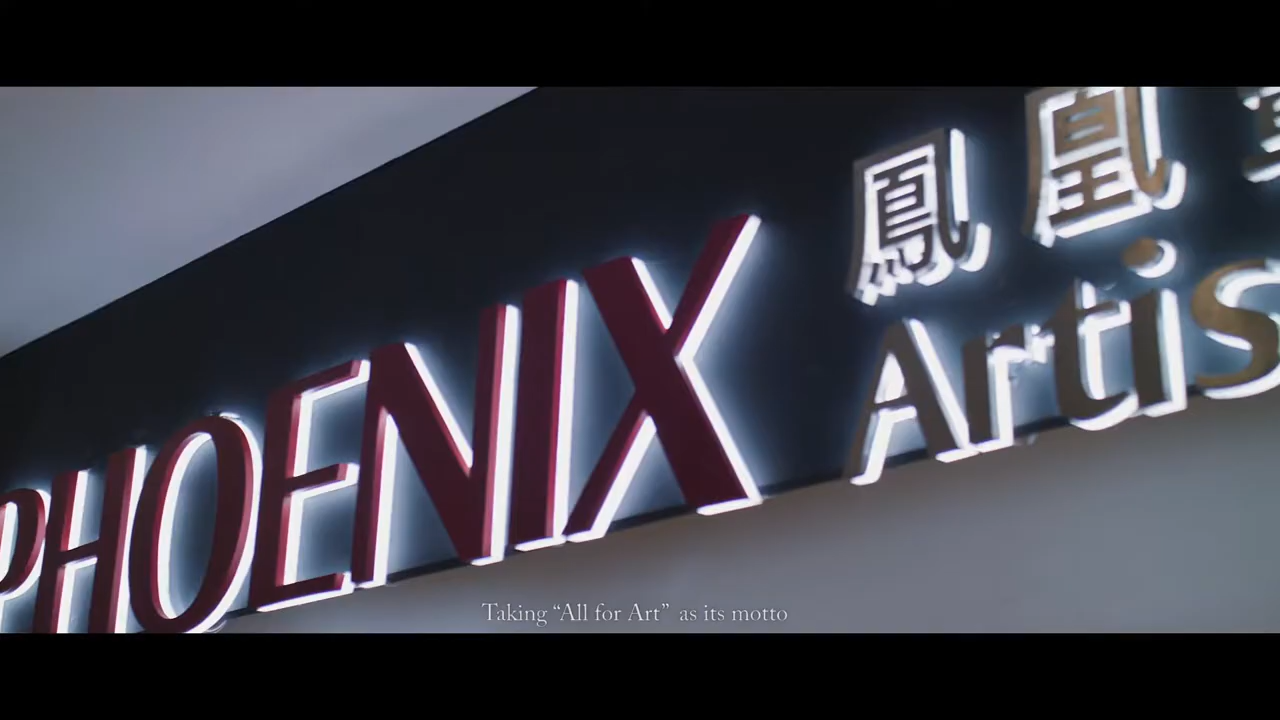 PHOENIX
鳳凰
Artis
Taking “All for Art” as its motto